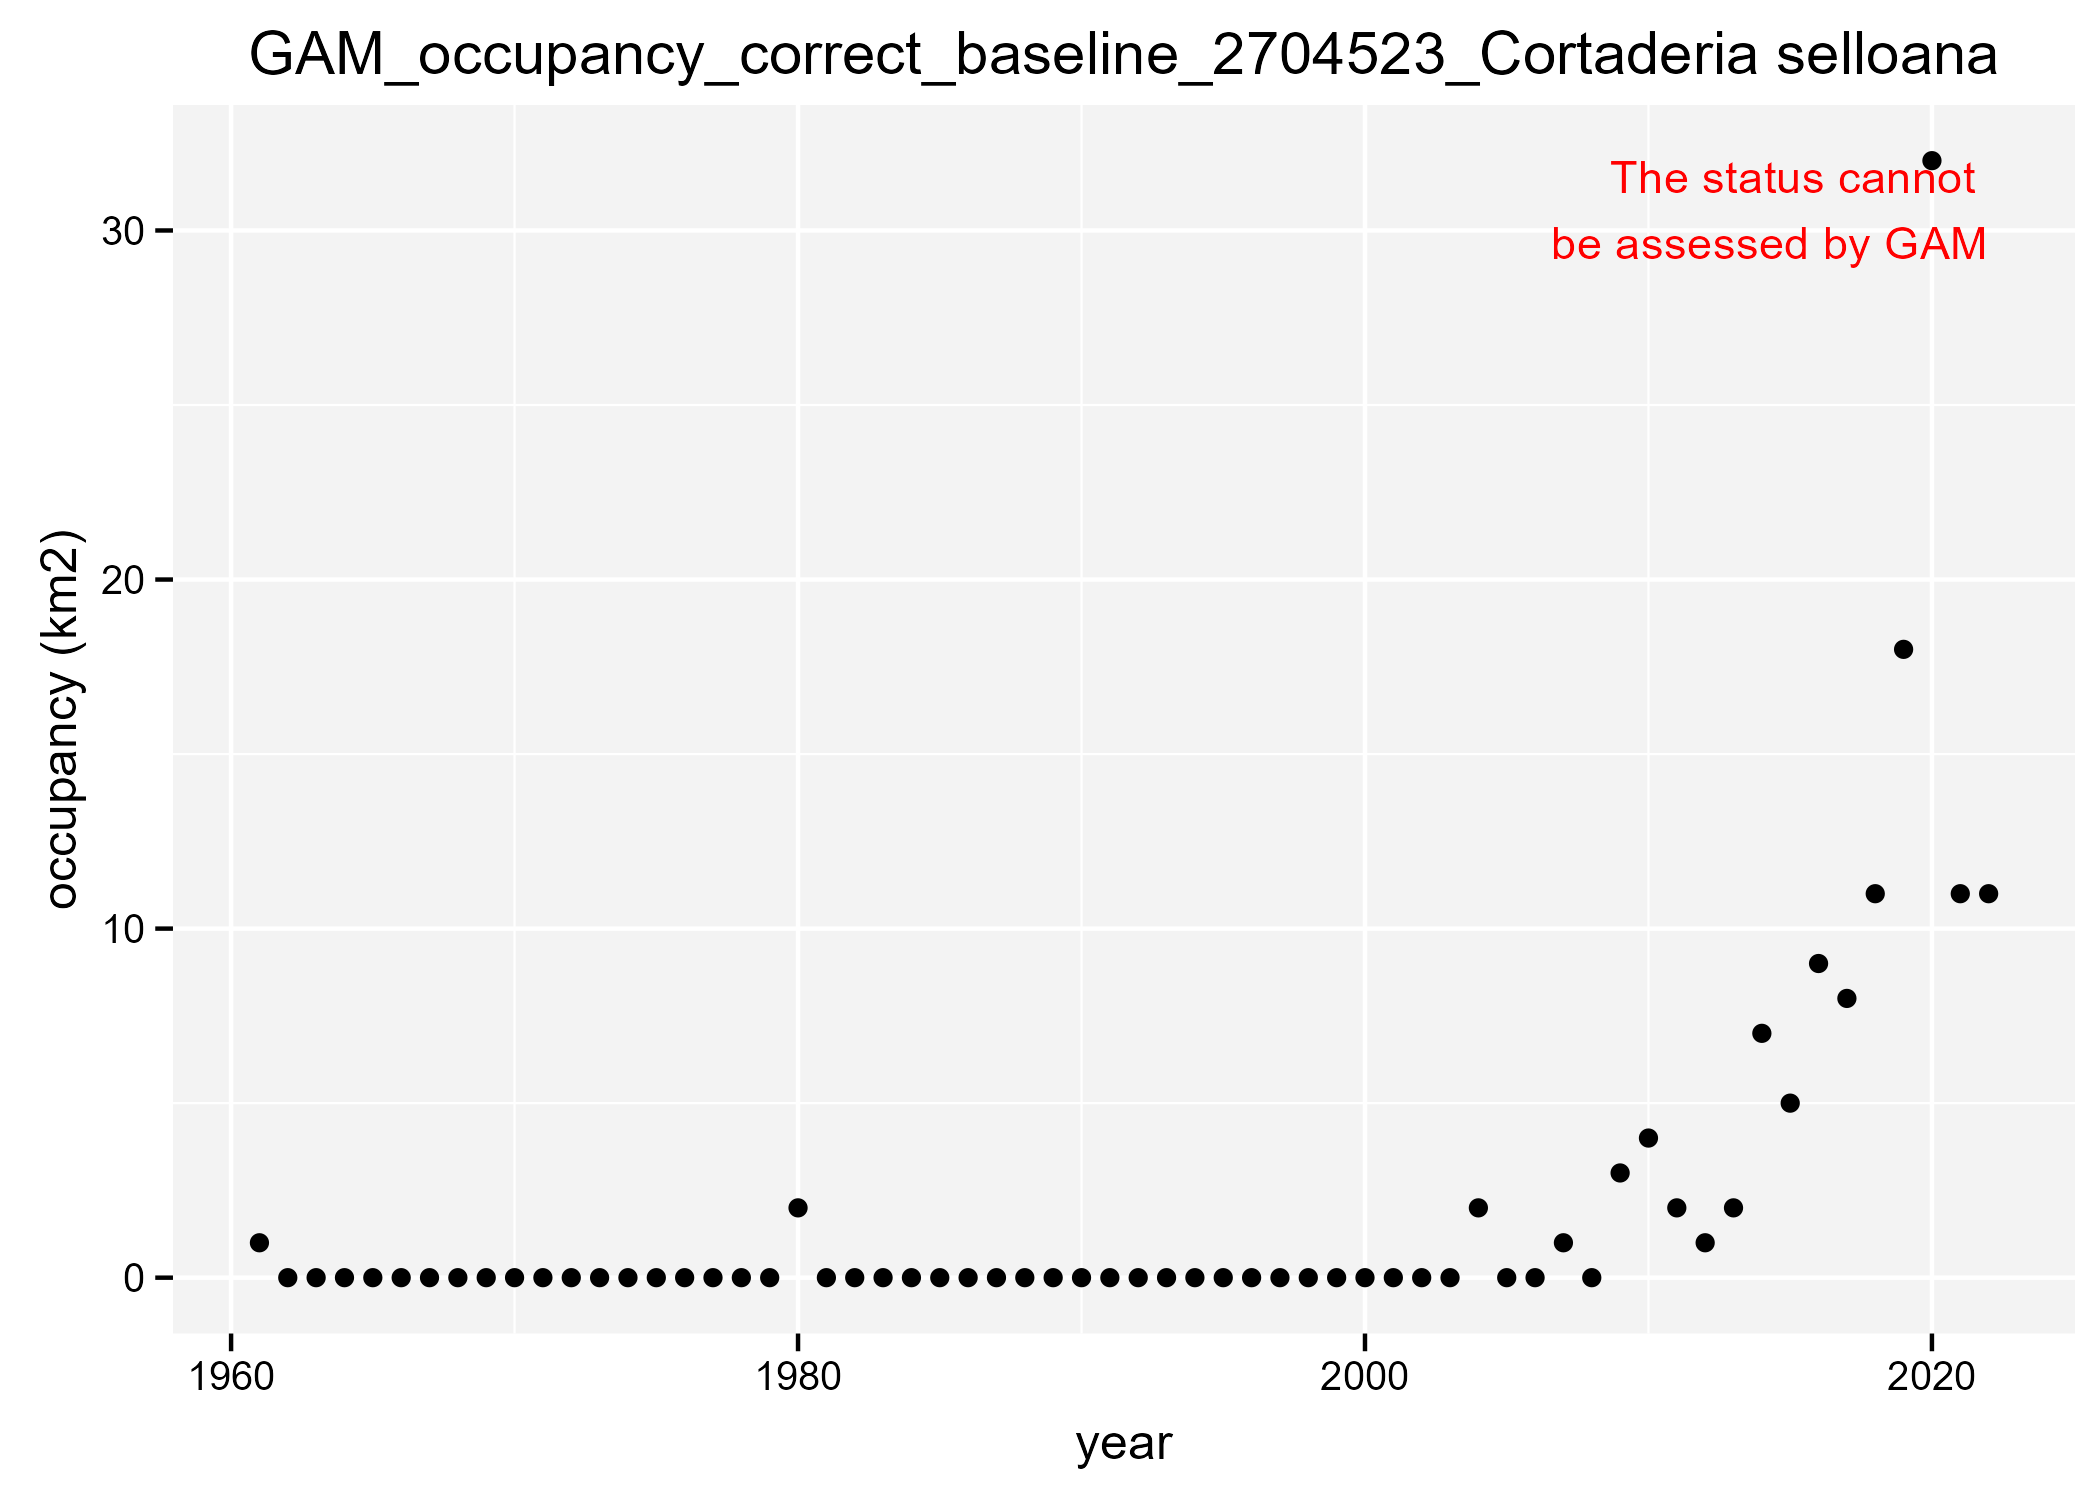 GAM_occupancy_correct_baseline_2704523_Cortaderia selloana
The status cannot
be assessed by GAM
30
20
10
0
occupancy (km2)
1960
1980
2000
2020
year